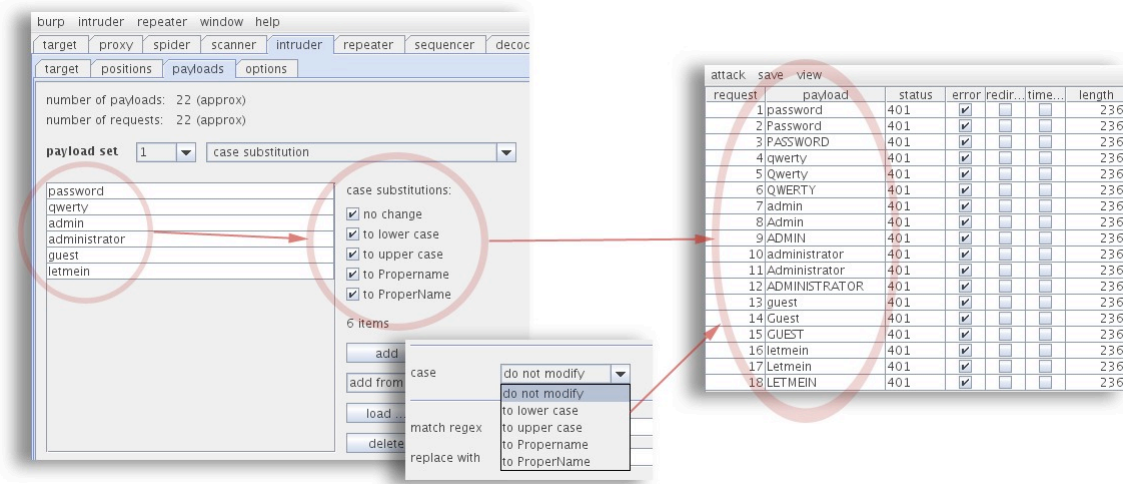 burp intruder repeater window help
target proxy spider scanner intruder repeater sequencer decod
target positions payloads options
number of payloads: 22 (approx)
number of requests: 22 (approx)
payload set 1 case substitution
password
qwerty
admin
administrator
guest
letmein
case substitutions:
no change
to lower case
to upper case
to Propername
to ProperName
6 items
add
add from
load ...
delete
case do not modify
do not modify
to lower case
to upper case
to Propername
to ProperName
match regex
replace with
attack save view
request payload status error redir... time... length
1 password 401 236
2 Password 401 236
3 PASSWORD 401 236
4 qwerty 401 236
5 Qwerty 401 236
6 QWERTY 401 236
7 admin 401 236
8 Admin 401 236
9 ADMIN 401 236
10 administrator 401 236
11 Administrator 401 236
12 ADMINISTRATOR 401 236
13 guest 401 236
14 Guest 401 236
15 GUEST 401 236
16 letmein 401 236
17 Letmein 401 236
18 LETMEIN 401 236